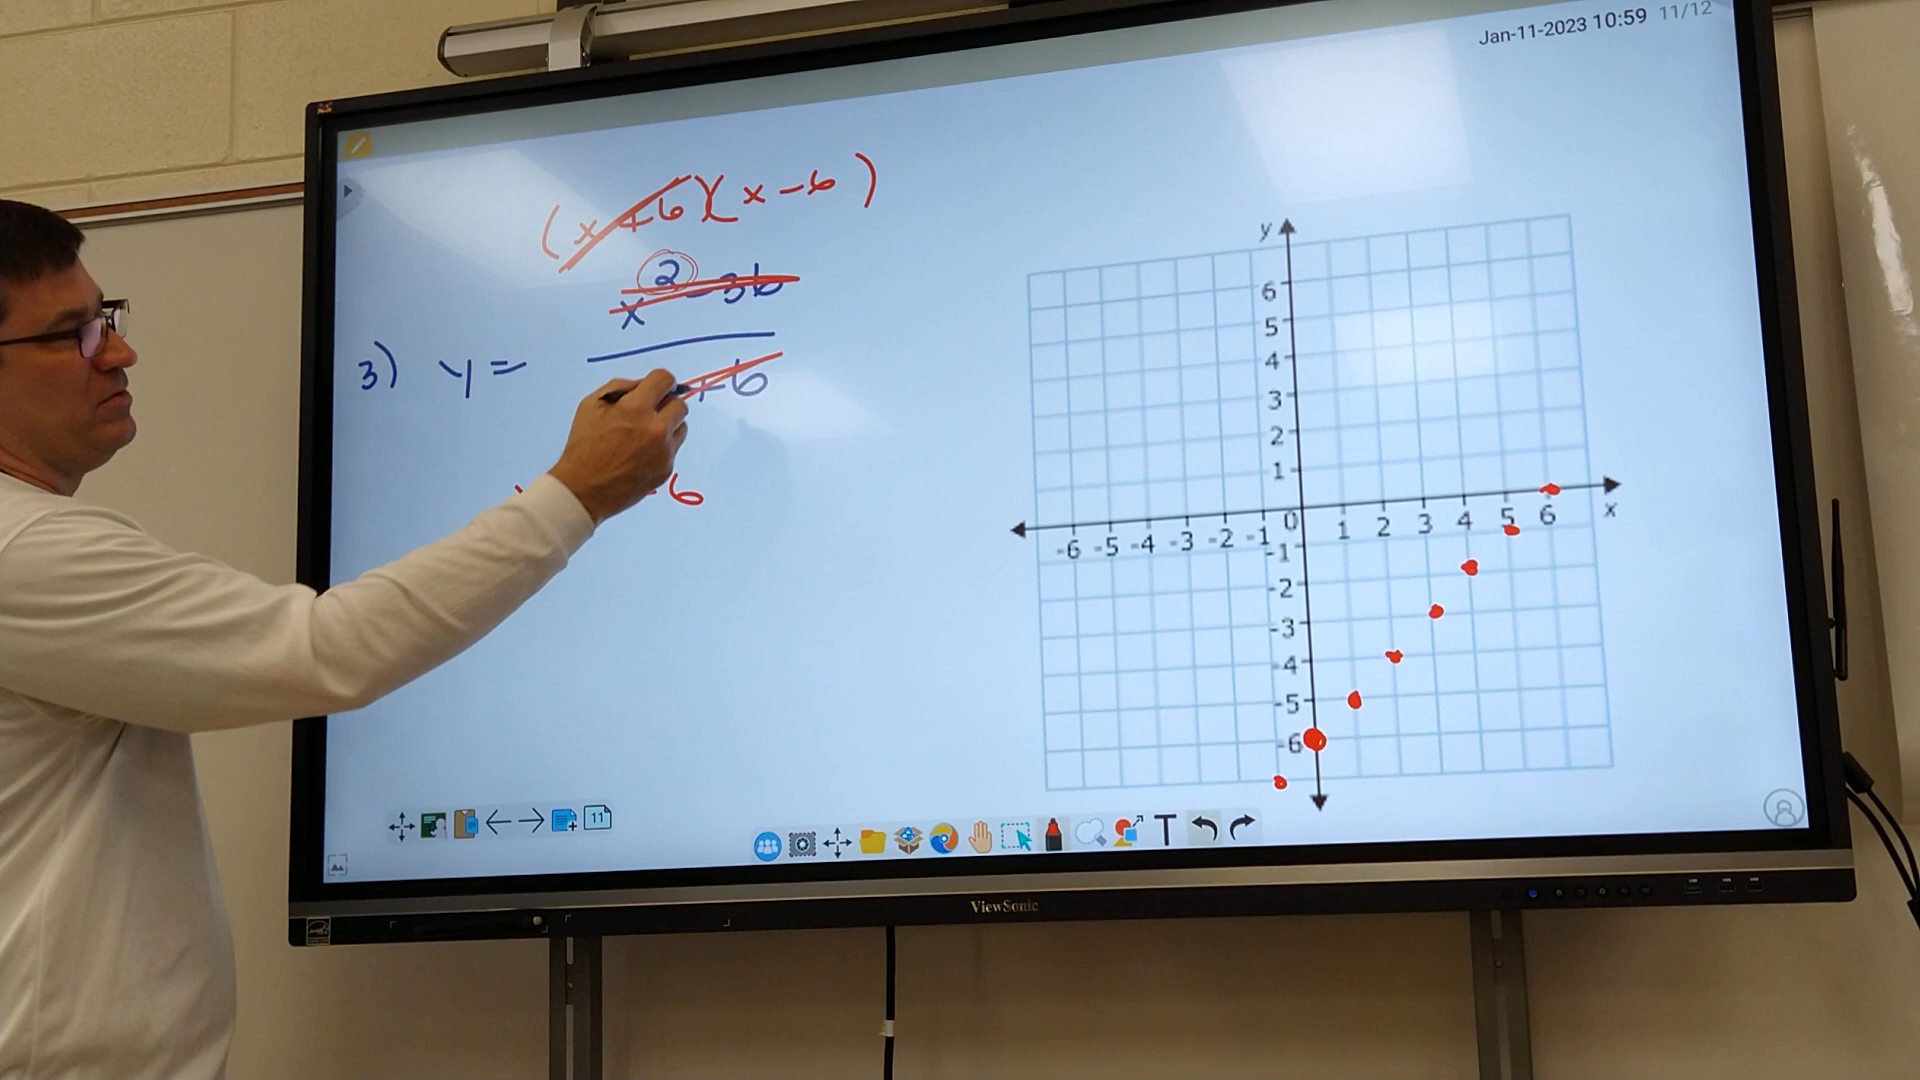 Jan-11-2023 10:59 11/12
(x+6)(x-6)
x²-36
3) y =
+6
-6
y
6
5
4
3
2
1
0
-6 -5 -4 -3 -2 -1
1 2 3 4 5 6
x
-1
-2
-3
-4
-5
-6
11
T
ViewSonic